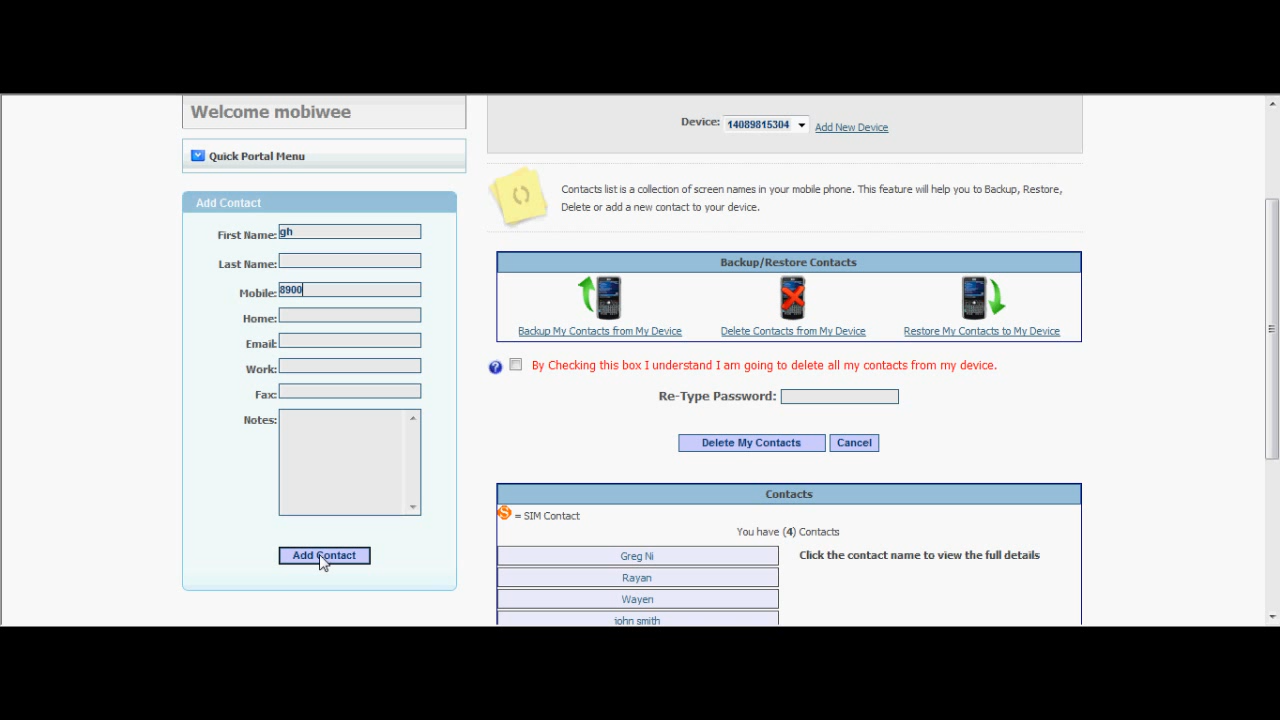 Welcome mobiwee
Quick Portal Menu
Add Contact
First Name: gh
Last Name:
Mobile: 8900
Home:
Email:
Work:
Fax:
Notes:
Add Contact
Device: 14089815304 Add New Device
Contacts list is a collection of screen names in your mobile phone. This feature will help you to Backup, Restore,
Delete or add a new contact to your device.
Backup/Restore Contacts
Backup My Contacts from My Device
Delete Contacts from My Device
Restore My Contacts to My Device
? By Checking this box I understand I am going to delete all my contacts from my device.
Re-Type Password:
Delete My Contacts Cancel
Contacts
S = SIM Contact
You have (4) Contacts
Greg Ni
Rayan
Wayen
john smith
Click the contact name to view the full details